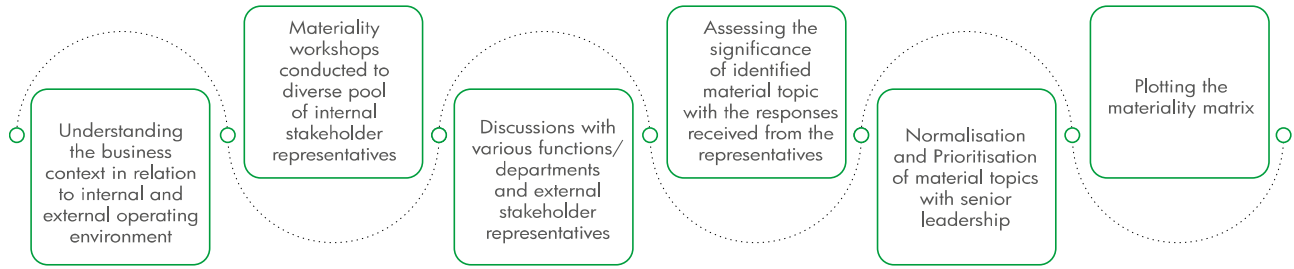 Understanding
the business
context in relation
to internal and
external operating
environment
Materiality
workshops
conducted to
diverse pool
of internal
stakeholder
representatives
Discussions with
various functions/
departments
and external
stakeholder
representatives
Assessing the
significance
of identified
material topic
with the responses
received from the
representatives
Normalisation
and Prioritisation
of material topics
with senior
leadership
Plotting the
materiality matrix